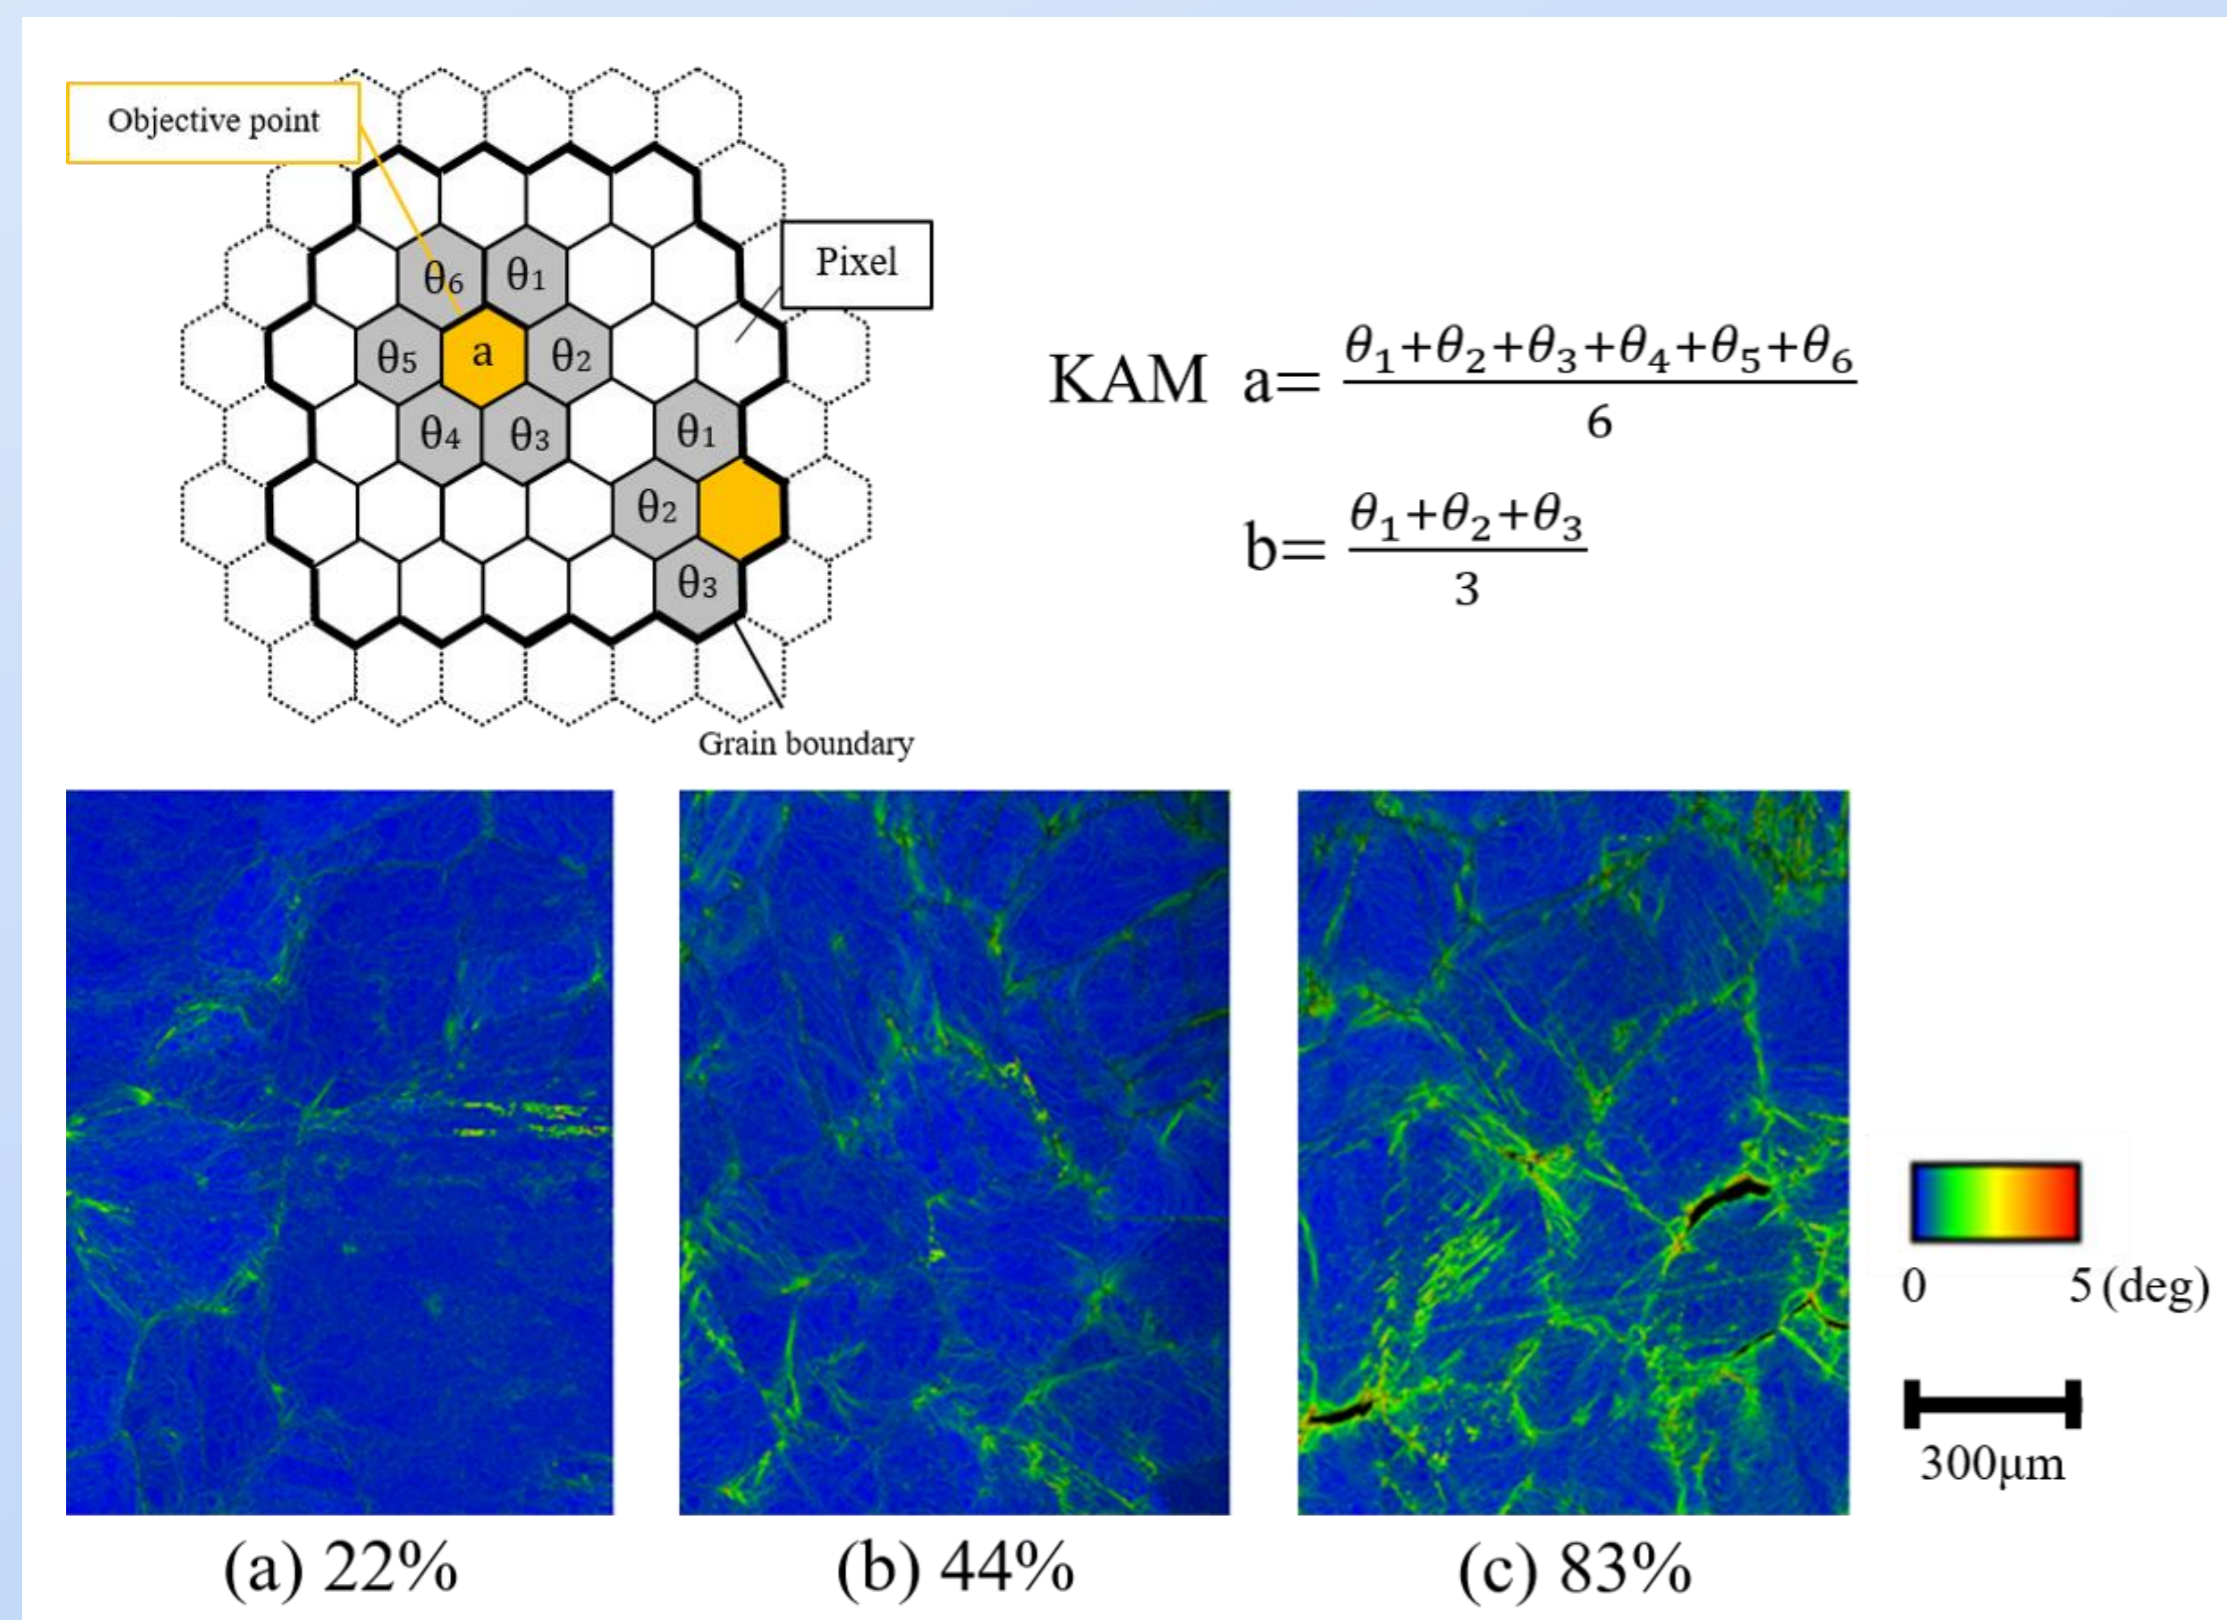 Objective point
Pixel
θ6 θ1
θ5 a θ2
θ4 θ3 θ1
θ2
θ3
Grain boundary
KAM a= θ₁+θ₂+θ₃+θ₄+θ₅+θ₆
6
b= θ₁+θ₂+θ₃
3
0 5 (deg)
300μm
(a) 22% (b) 44% (c) 83%